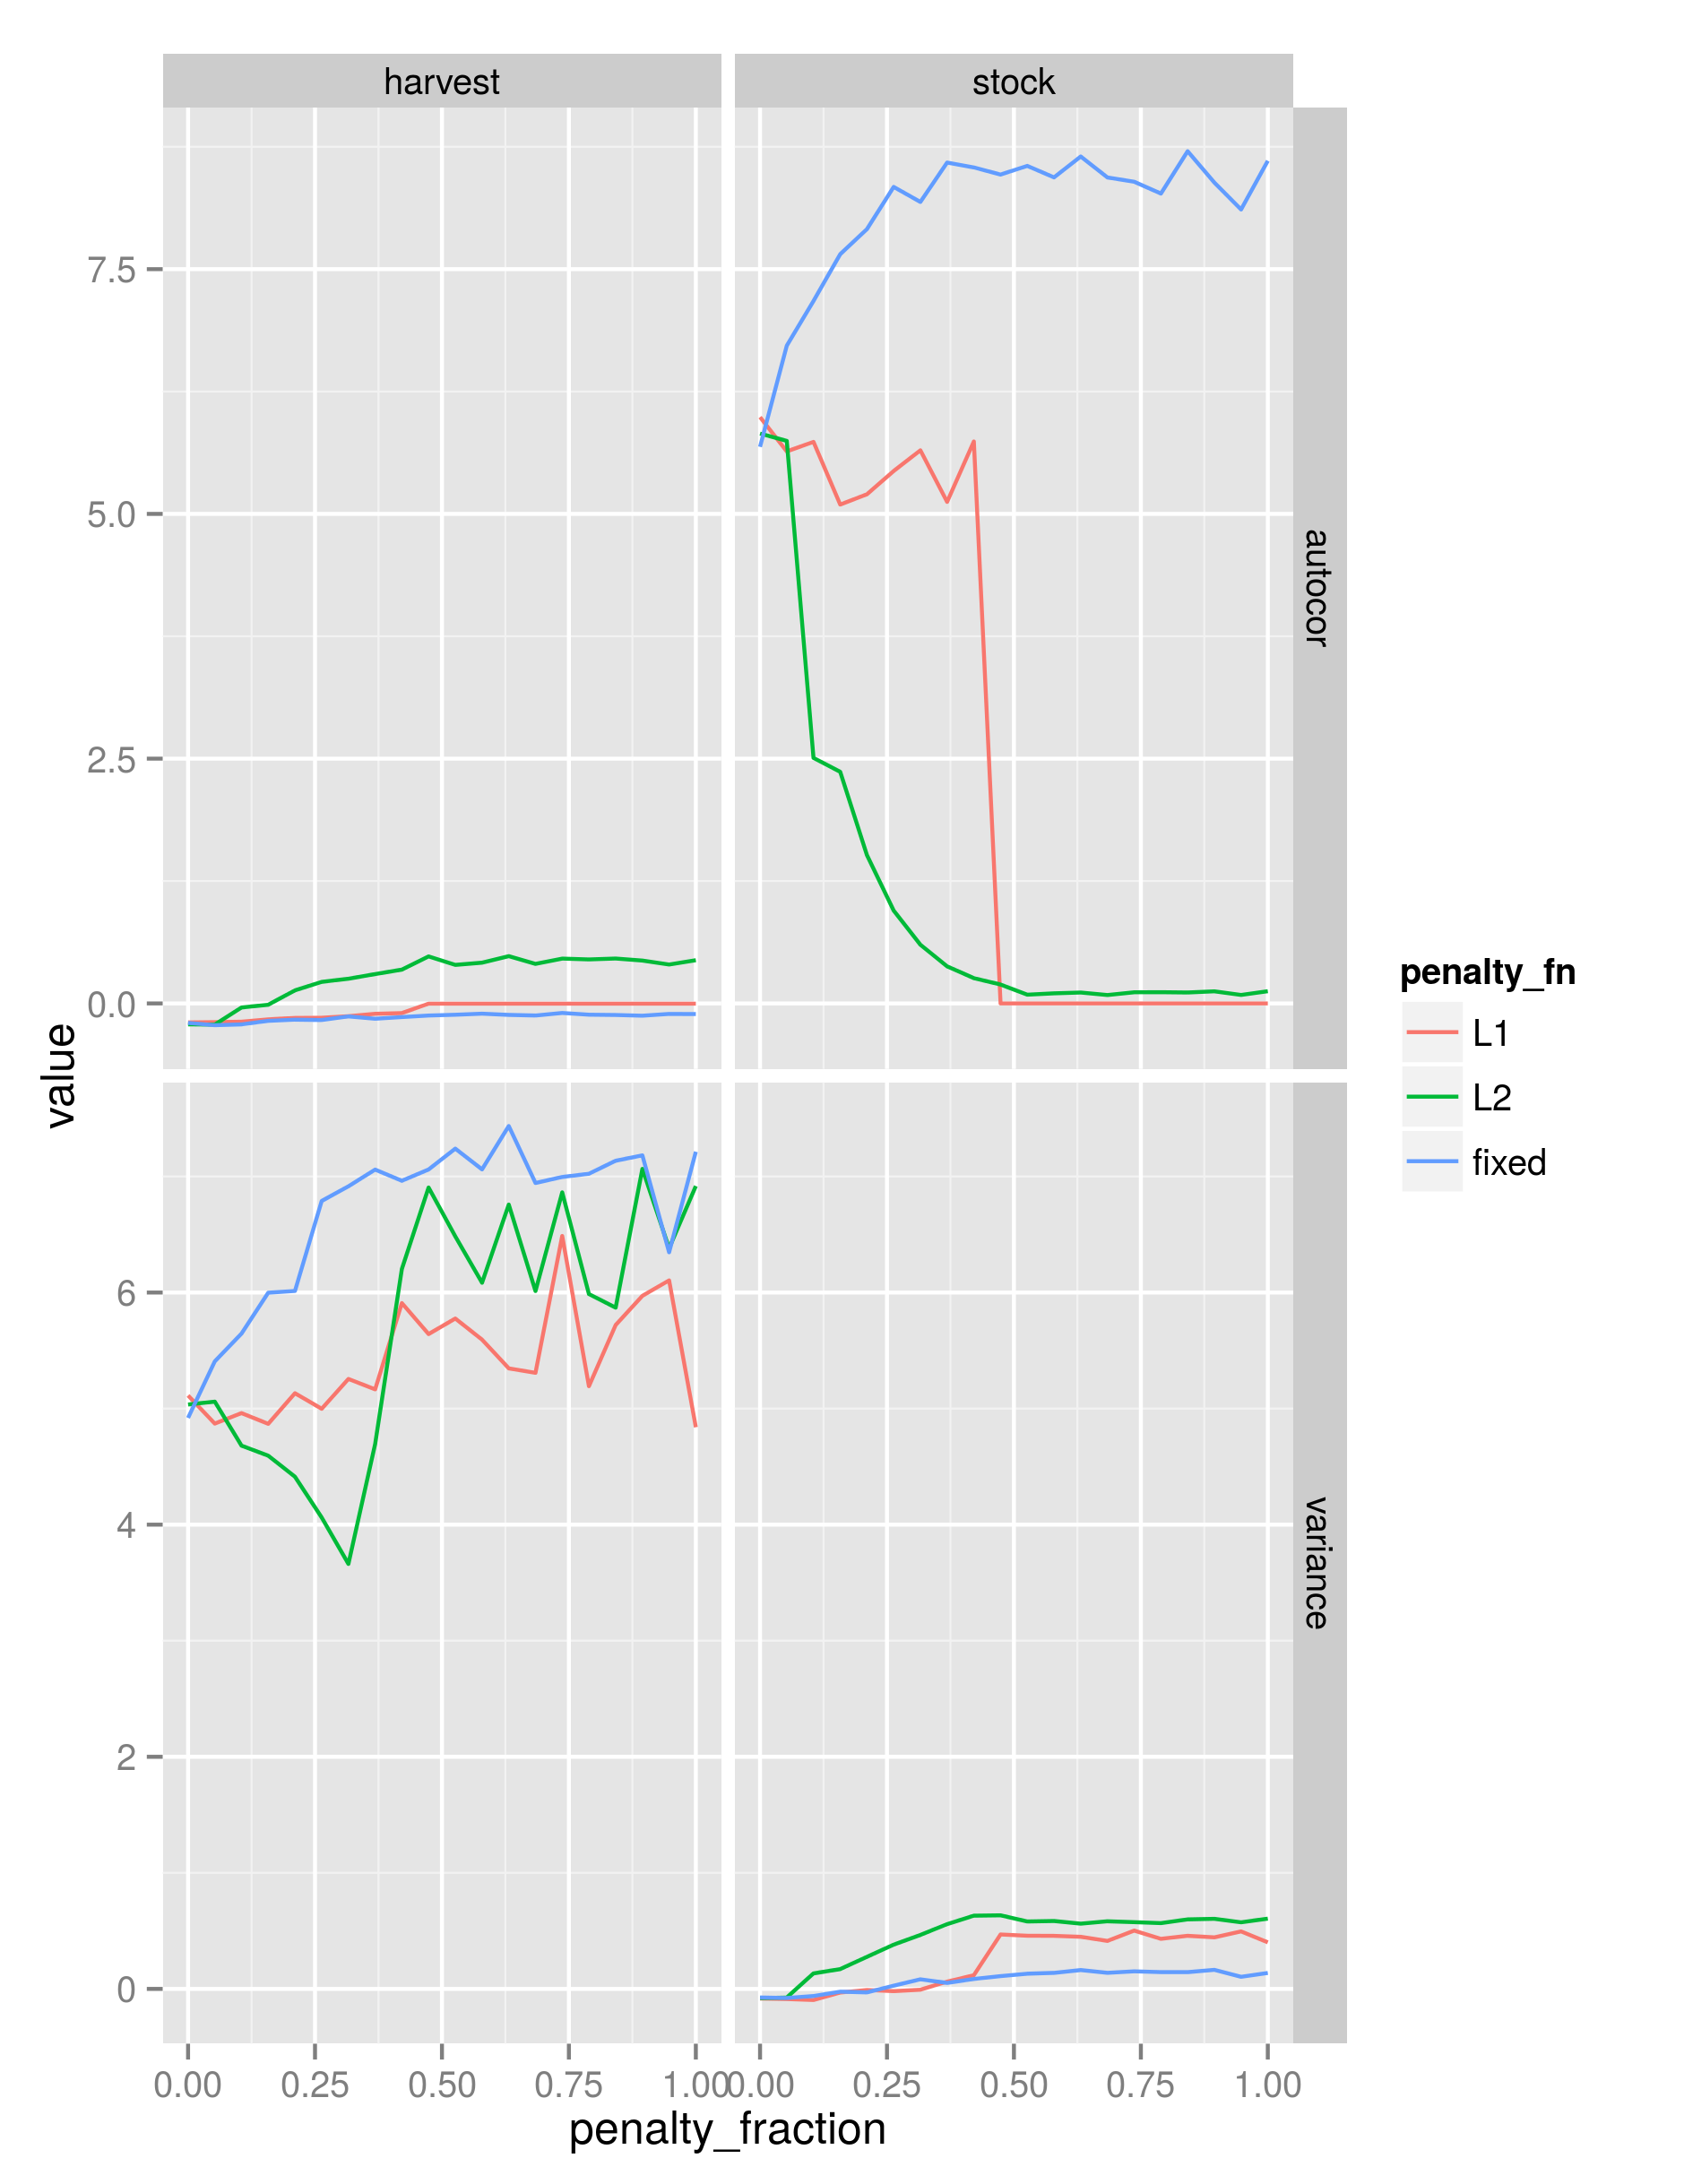 harvest stock
7.5
5.0
2.5
0.0
autocor
6
4
2
0
variance
value
0.00 0.25 0.50 0.75 1.00 0.00 0.25 0.50 0.75 1.00
penalty_fraction
penalty_fn
L1
L2
fixed